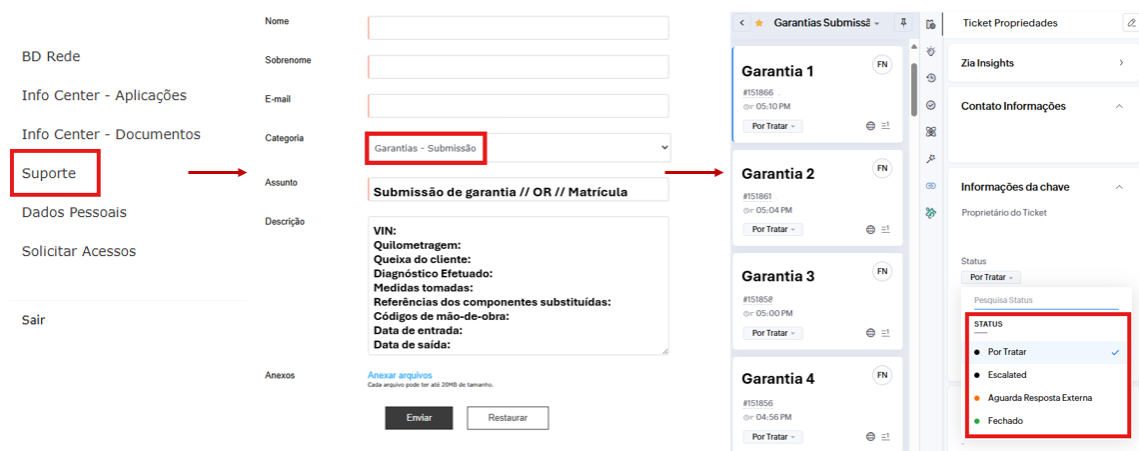 BD Rede
Info Center - Aplicações
Info Center - Documentos
Suporte
Dados Pessoais
Solicitar Acessos
Sair
Nome
Sobrenome
E-mail
Categoria
Garantias - Submissão
Assunto
Submissão de garantia // OR // Matrícula
Descrição
VIN:
Quilometragem:
Queixa do cliente:
Diagnóstico Efetuado:
Medidas tomadas:
Referências dos componentes substituídas:
Códigos de mão-de-obra:
Data de entrada:
Data de saída:
Anexos
Anexar arquivos
Cada arquivo pode ter até 20MB de tamanho.
Enviar
Restaurar
Garantias Submissã
Garantia 1
FN
#151866
05:10 PM
Por Tratar
Garantia 2
FN
#151861
05:04 PM
Por Tratar
Garantia 3
FN
#151858
05:00 PM
Por Tratar
Garantia 4
FN
#151856
04:56 PM
Por Tratar
Ticket Propriedades
Zia Insights
Contato Informações
Informações da chave
Proprietário do Ticket
Status
Por Tratar
Pesquisa Status
STATUS
Por Tratar
Escalated
Aguarda Resposta Externa
Fechado